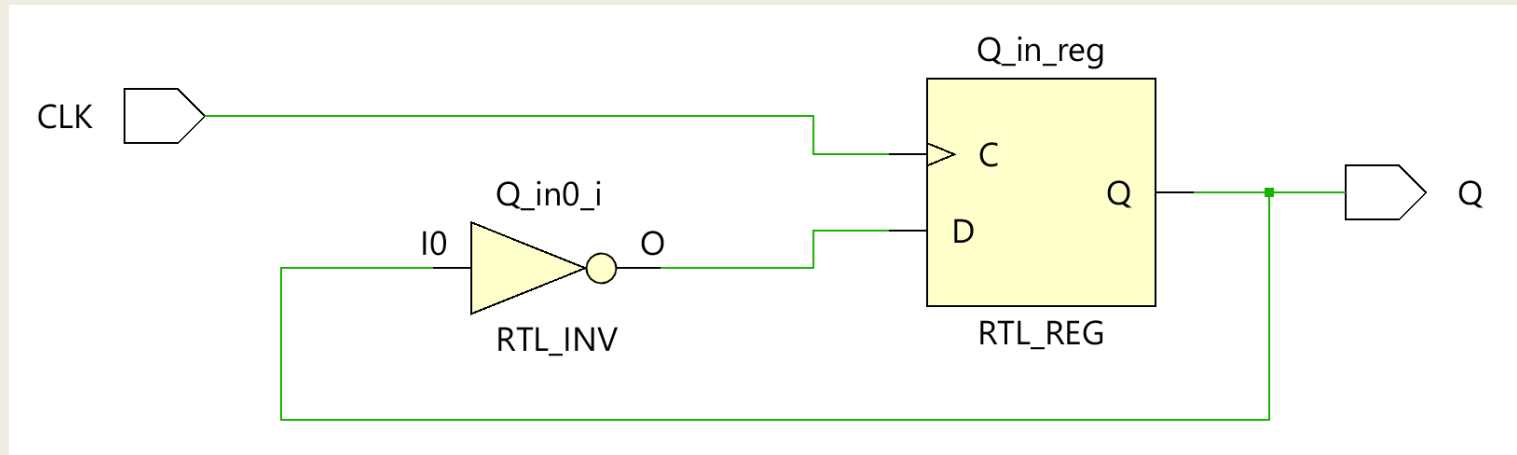 Q_in_reg
CLK
C
Q_in0_i
Q
Q
I0
O
D
RTL_INV
RTL_REG